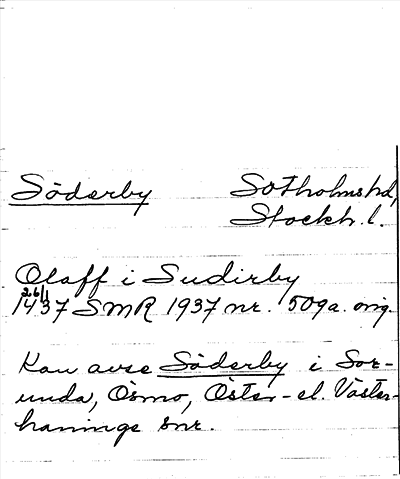 Söderby Sotholms hd,
Stockh. l.
Olaff i Sudirby
26/1
1437 SMR 1937 nr. 509a. orig.
Kan avse Söderby i Sor-
unda, Ösmo, Öster- el. Väster-
haninge snr.